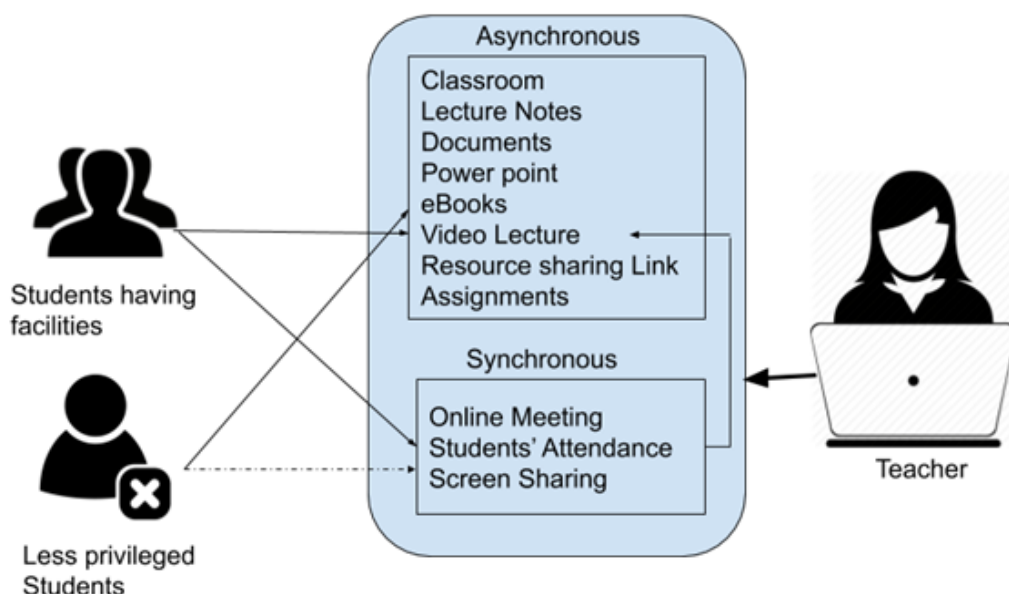 Asynchronous
Classroom
Lecture Notes
Documents
Power point
eBooks
Video Lecture
Resource sharing Link
Assignments
Students having
facilities
Synchronous
Online Meeting
Students' Attendance
Screen Sharing
Teacher
Less privileged
Students